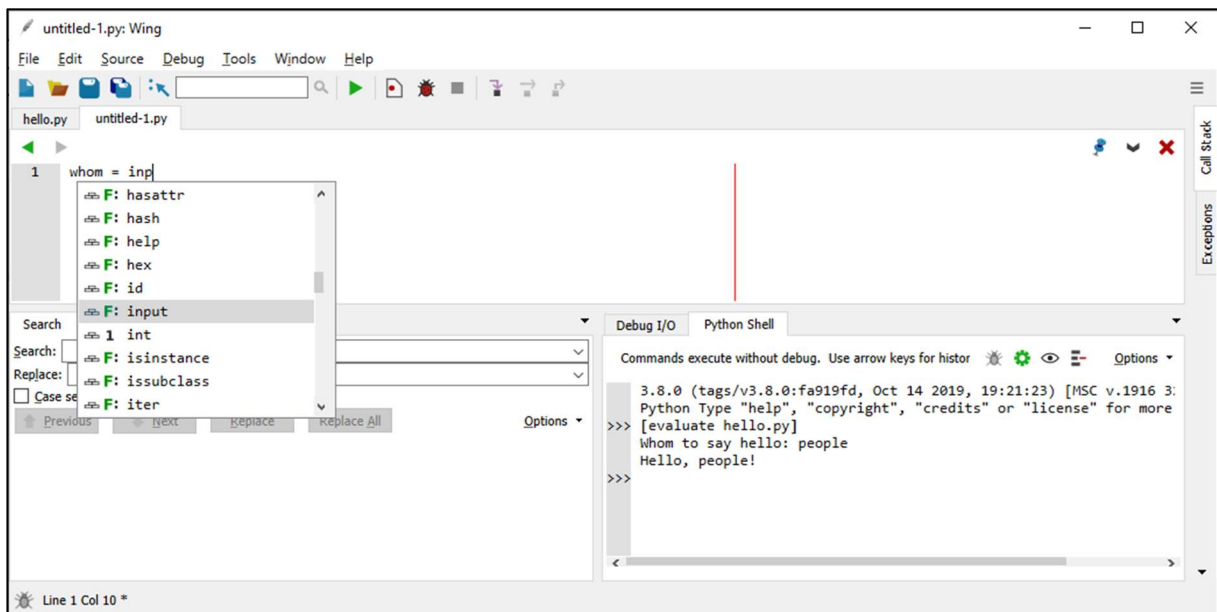 untitled-1.py: Wing
File Edit Source Debug Tools Window Help
hello.py untitled-1.py
1 whom = inp
F: hasattr
F: hash
F: help
F: hex
F: id
F: input
1 int
F: isinstance
F: issubclass
F: iter
Call Stack
Exceptions
Search
Search:
Replace:
Case se
Previous Next Replace Replace All Options
Debug I/O Python Shell
Commands execute without debug. Use arrow keys for histor Options
3.8.0 (tags/v3.8.0:fa919fd, Oct 14 2019, 19:21:23) [MSC v.1916 3
Python Type "help", "copyright", "credits" or "license" for more
>>> [evaluate hello.py]
Whom to say hello: people
Hello, people!
>>>
Line 1 Col 10 *